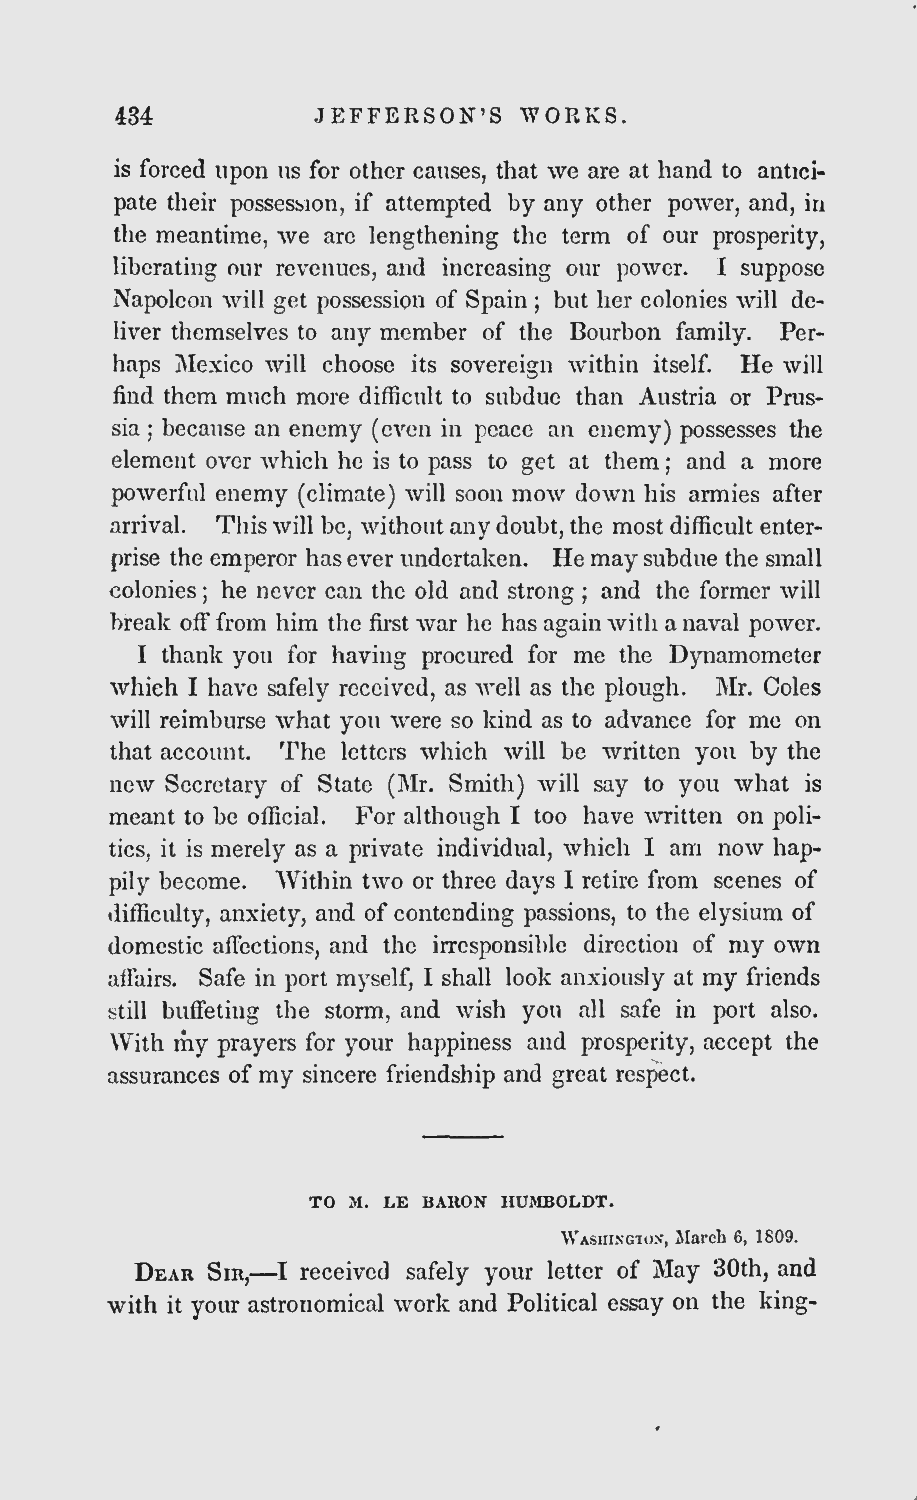 434 JEFFERSON'S WORKS.
is forced upon us for other causes, that we are at hand to antici-
pate their possession, if attempted by any other power, and, in
the meantime, we are lengthening the term of our prosperity,
liberating our revenues, and increasing our power. I suppose
Napoleon will get possession of Spain; but her colonies will de-
liver themselves to any member of the Bourbon family. Per-
haps Mexico will choose its sovereign within itself. He will
find them much more difficult to subdue than Austria or Prus-
sia; because an enemy (even in peace an enemy) possesses the
element over which he is to pass to get at them; and a more
powerful enemy (climate) will soon mow down his armies after
arrival. This will be, without any doubt, the most difficult enter-
prise the emperor has ever undertaken. He may subdue the small
colonies; he never can the old and strong; and the former will
break off from him the first war he has again with a naval power.
I thank you for having procured for me the Dynamometer
which I have safely received, as well as the plough. Mr. Coles
will reimburse what you were so kind as to advance for me on
that account. The letters which will be written you by the
new Secretary of State (Mr. Smith) will say to you what is
meant to be official. For although I too have written on poli-
tics, it is merely as a private individual, which I am now hap-
pily become. Within two or three days I retire from scenes of
difficulty, anxiety, and of contending passions, to the elysium of
domestic affections, and the irresponsible direction of my own
affairs. Safe in port myself, I shall look anxiously at my friends
still buffeting the storm, and wish you all safe in port also.
With my prayers for your happiness and prosperity, accept the
assurances of my sincere friendship and great respect.
TO M. LE BARON HUMBOLDT.
WASHINGTON, March 6, 1809.
DEAR SIR,—I received safely your letter of May 30th, and
with it your astronomical work and Political essay on the king-